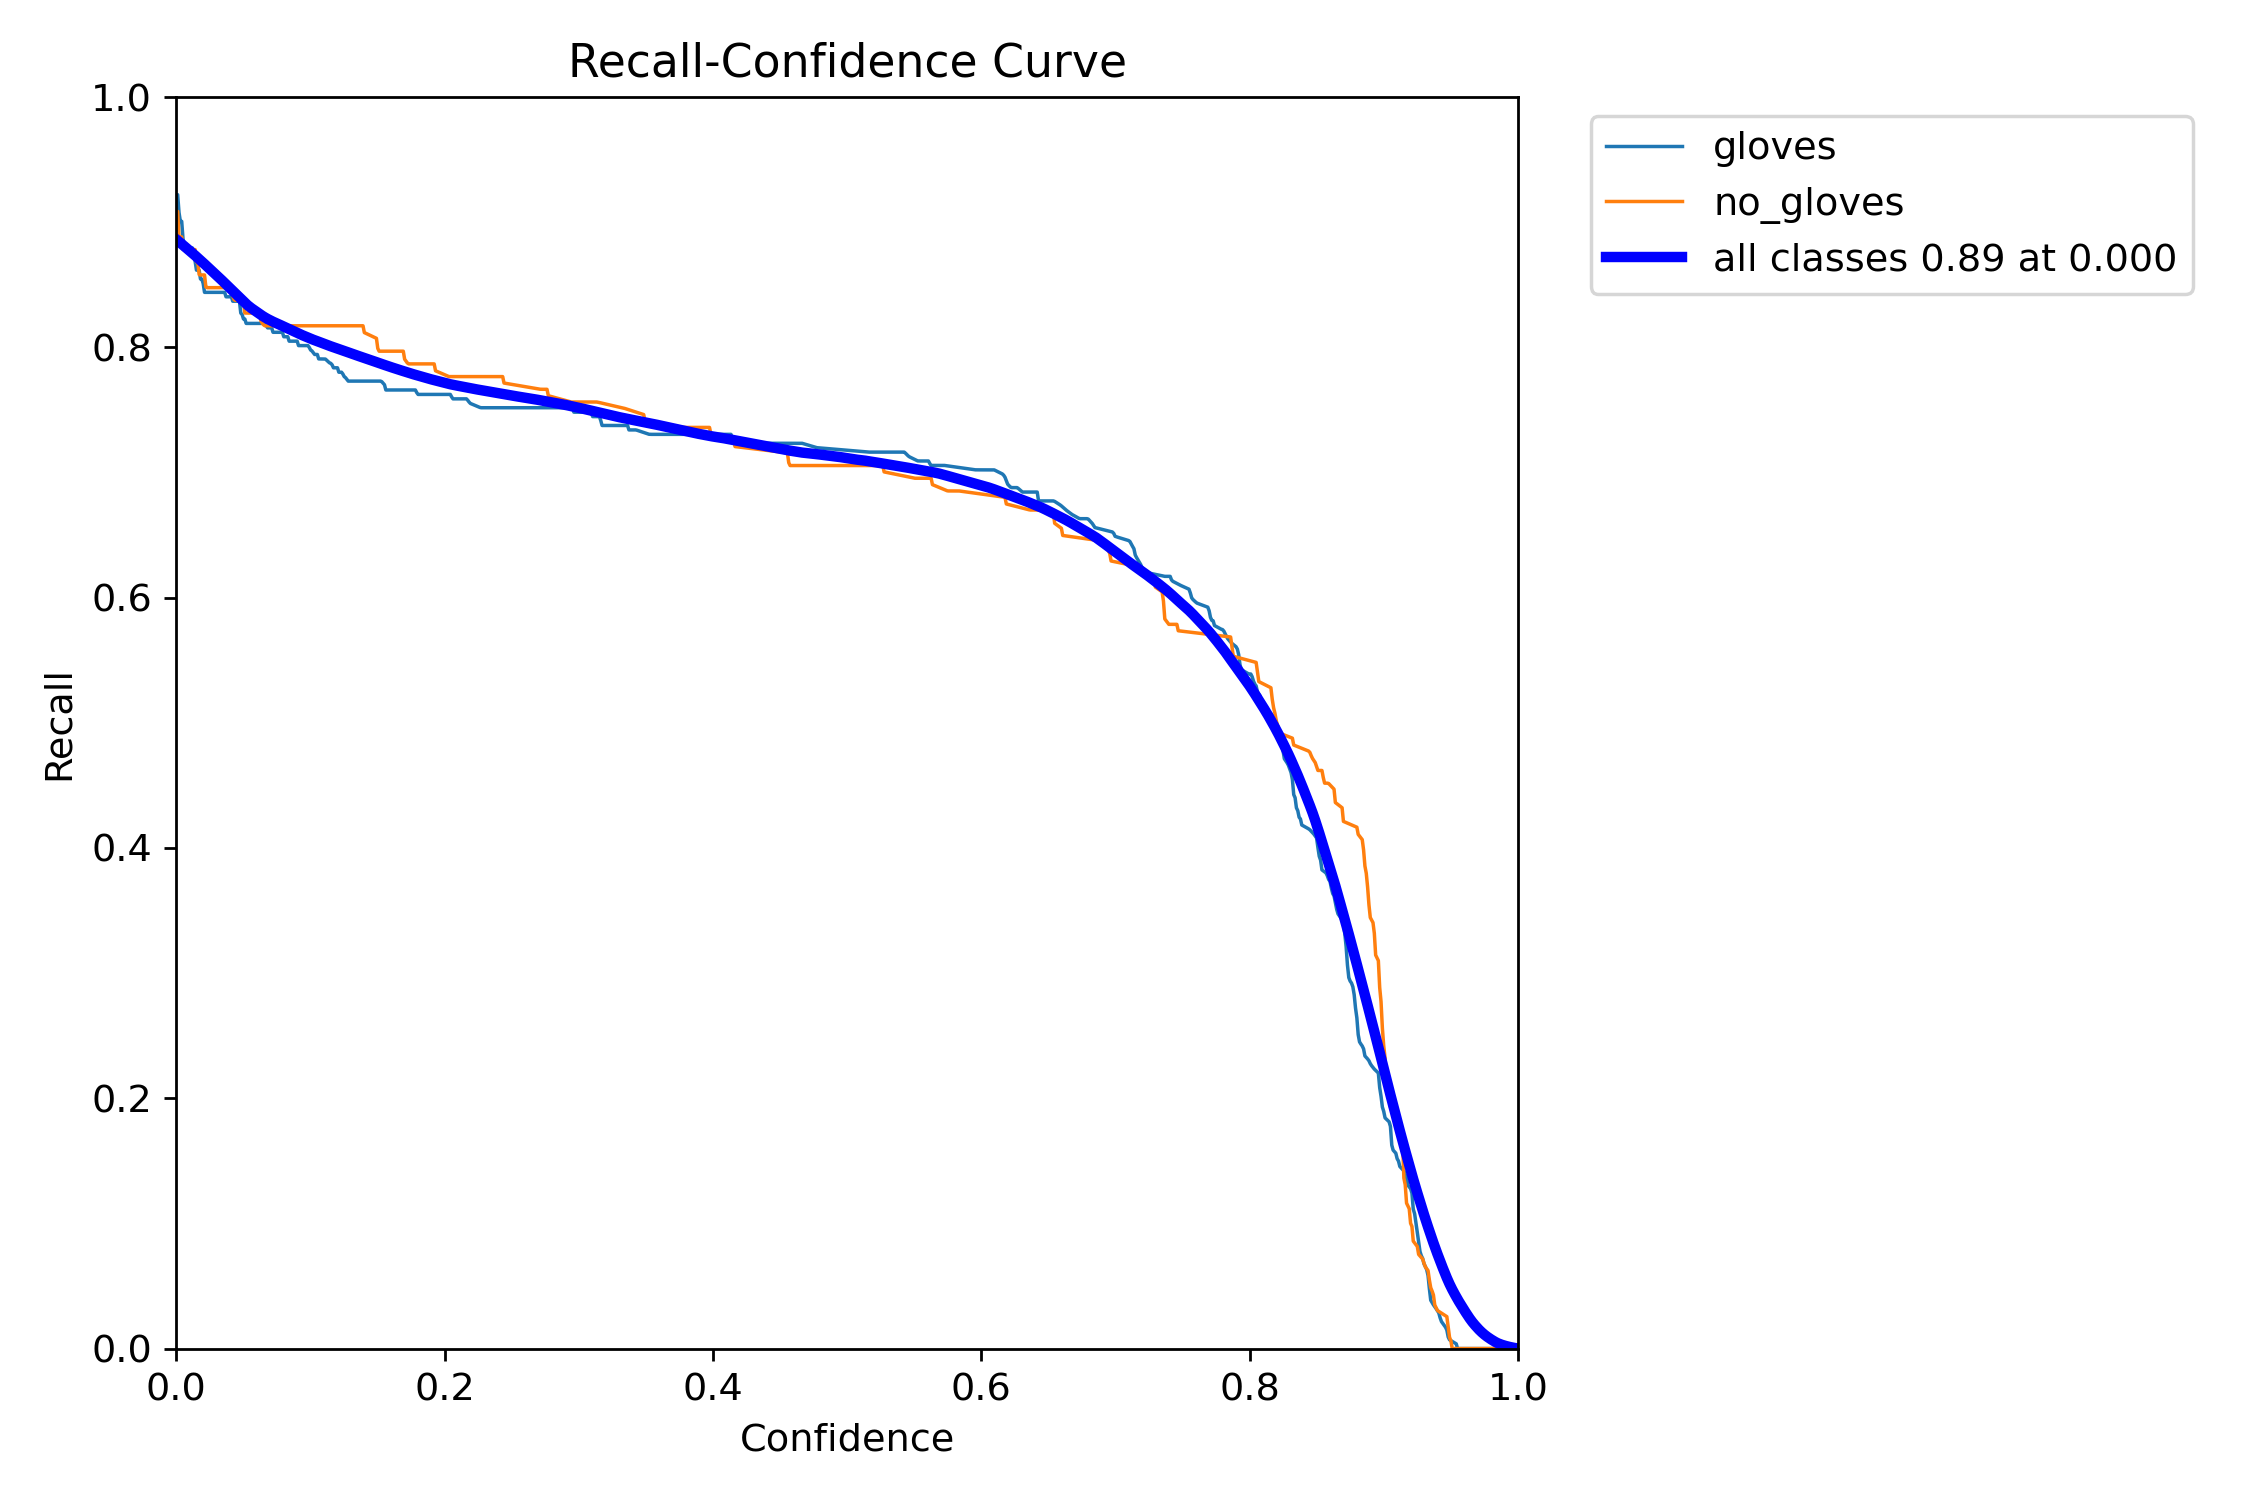 Recall-Confidence Curve
1.0
0.8
0.6
0.4
0.2
0.0
Recall
0.0 0.2 0.4 0.6 0.8 1.0
Confidence
gloves
no_gloves
all classes 0.89 at 0.000